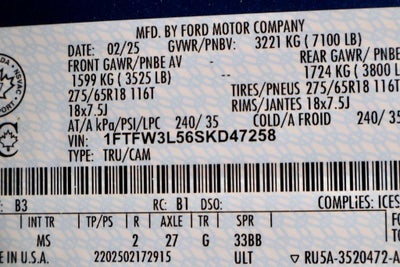 MFD. BY FORD MOTOR COMPANY
DATE: 02/25 GVWR/PNBV: 3221 KG ( 7100 LB)
FRONT GAWR/PNBE AV REAR GAWR/ PNBE
1599 KG ( 3525 LB) 1724 KG ( 3800 L
275/65R18 116T TIRES/PNEUS 275/65R18 116T
18x7.5J RIMS/JANTES 18x7.5J
AT/A kPa/PSI/LPC 240/ 35 COLD/A FROID 240/ 35
VIN: 1FTFW3L56SKD47258
TYPE: TRU/CAM
B3 RC: B1 DSO: COMPLIES: ICES
INT TR TP/PS R AXLE TR SPR FOR
MS 2 27 G 33BB TO
E IN U.S.A. 2202502172915 ULT ▽ RU5A-3520472-A